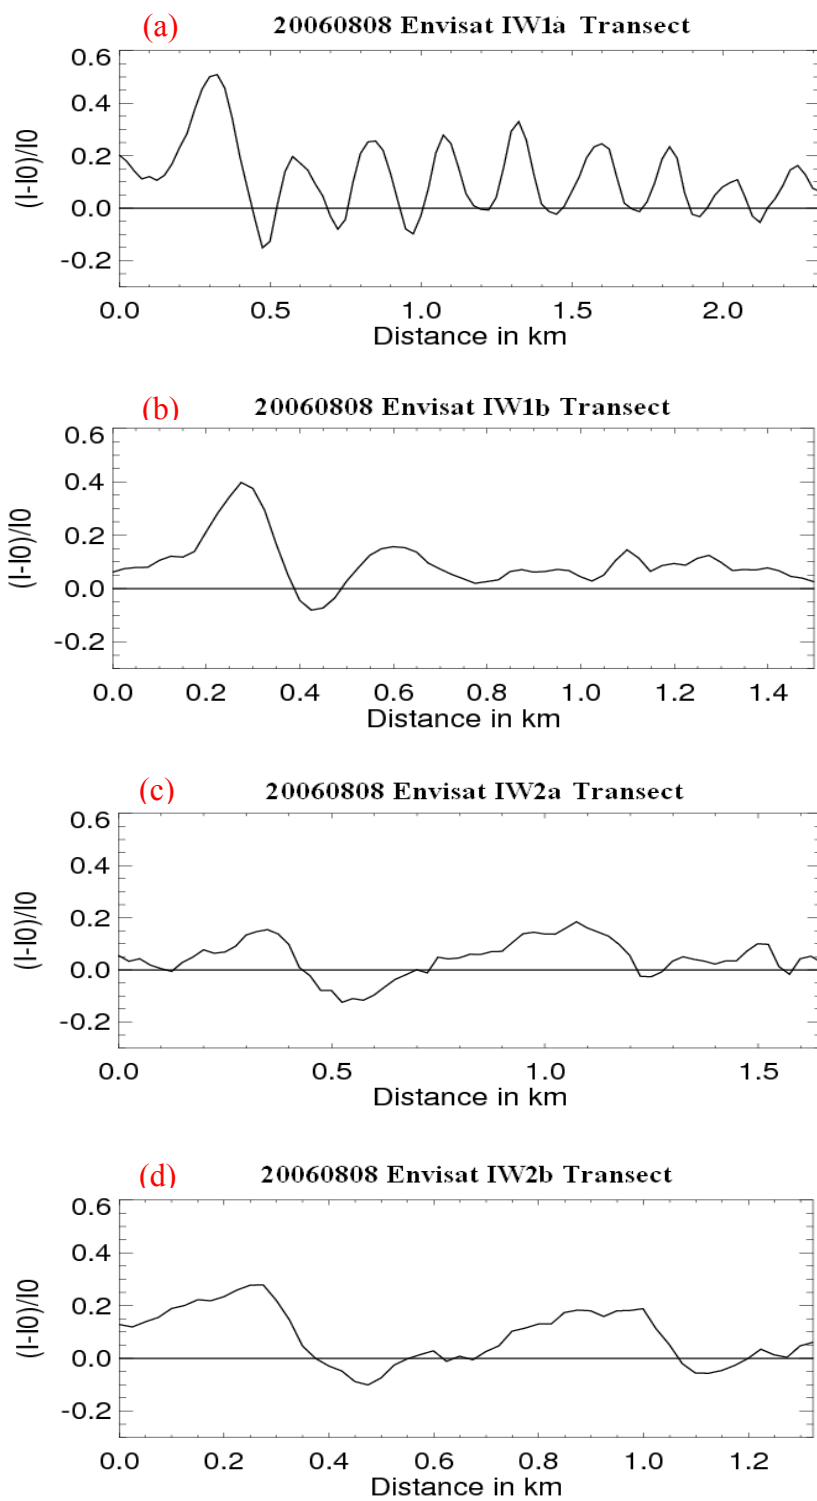 (a) 20060808 Envisat IW1a Transect
0.6
0.4
0.2
0.0
-0.2
(I-I0)/I0
0.0 0.5 1.0 1.5 2.0
Distance in km
(b) 20060808 Envisat IW1b Transect
0.6
0.4
0.2
0.0
-0.2
(I-I0)/I0
0.0 0.2 0.4 0.6 0.8 1.0 1.2 1.4
Distance in km
(c) 20060808 Envisat IW2a Transect
0.6
0.4
0.2
0.0
-0.2
(I-I0)/I0
0.0 0.5 1.0 1.5
Distance in km
(d) 20060808 Envisat IW2b Transect
0.6
0.4
0.2
0.0
-0.2
(I-I0)/I0
0.0 0.2 0.4 0.6 0.8 1.0 1.2
Distance in km